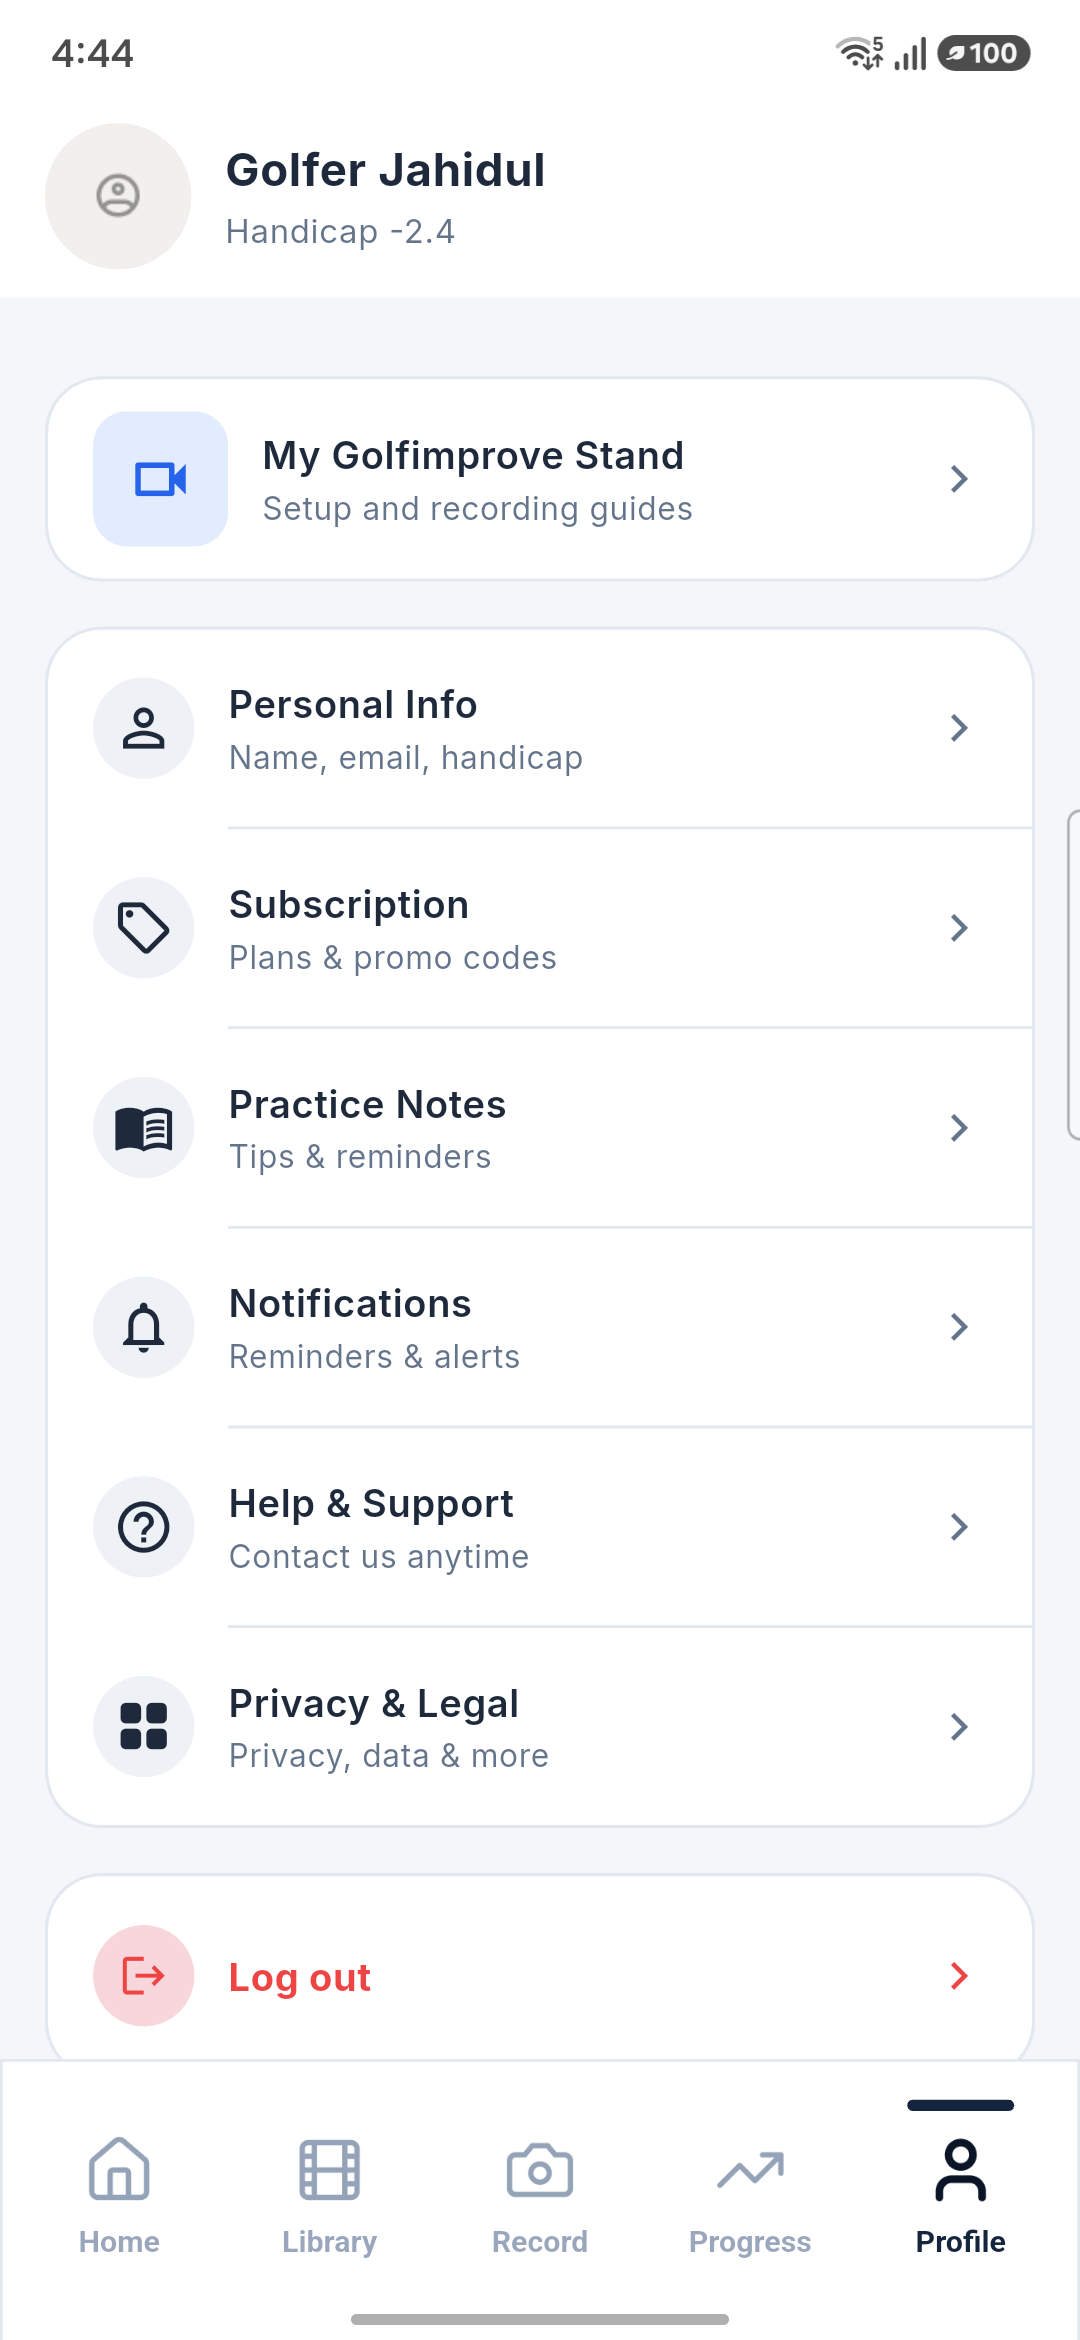 4:44
5
100
Golfer Jahidul
Handicap -2.4
My Golfimprove Stand
Setup and recording guides
Personal Info
Name, email, handicap
Subscription
Plans & promo codes
Practice Notes
Tips & reminders
Notifications
Reminders & alerts
Help & Support
Contact us anytime
Privacy & Legal
Privacy, data & more
Log out
Home
Library
Record
Progress
Profile